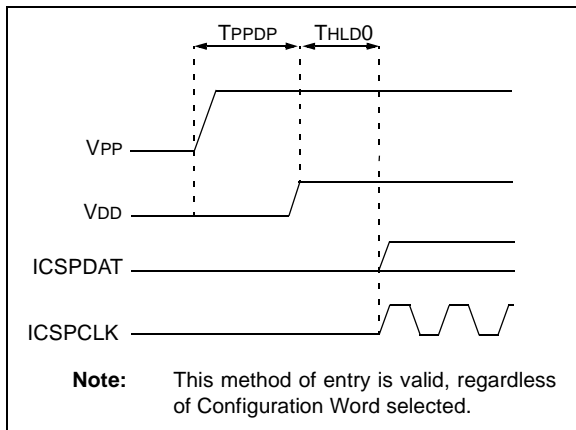 TPPDP THLD0
VPP
VDD
ICSPDAT
ICSPCLK
Note: This method of entry is valid, regardless
of Configuration Word selected.